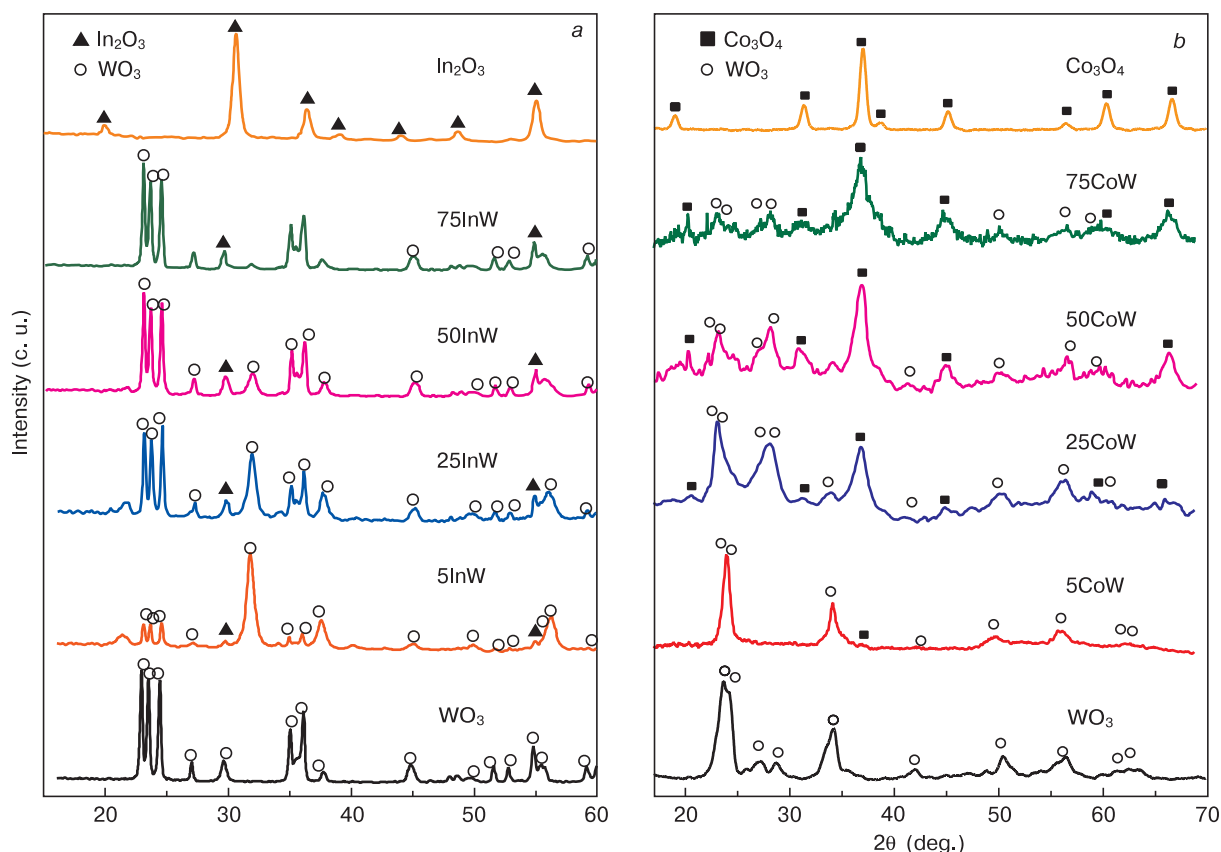 a
▲ In₂O₃
○ WO₃
In₂O₃
75InW
50InW
25InW
5InW
WO₃
Intensity (c. u.)
20 30 40 50 60
b
■ Co₃O₄
○ WO₃
Co₃O₄
75CoW
50CoW
25CoW
5CoW
WO₃
20 30 40 50 60 70
2θ (deg.)